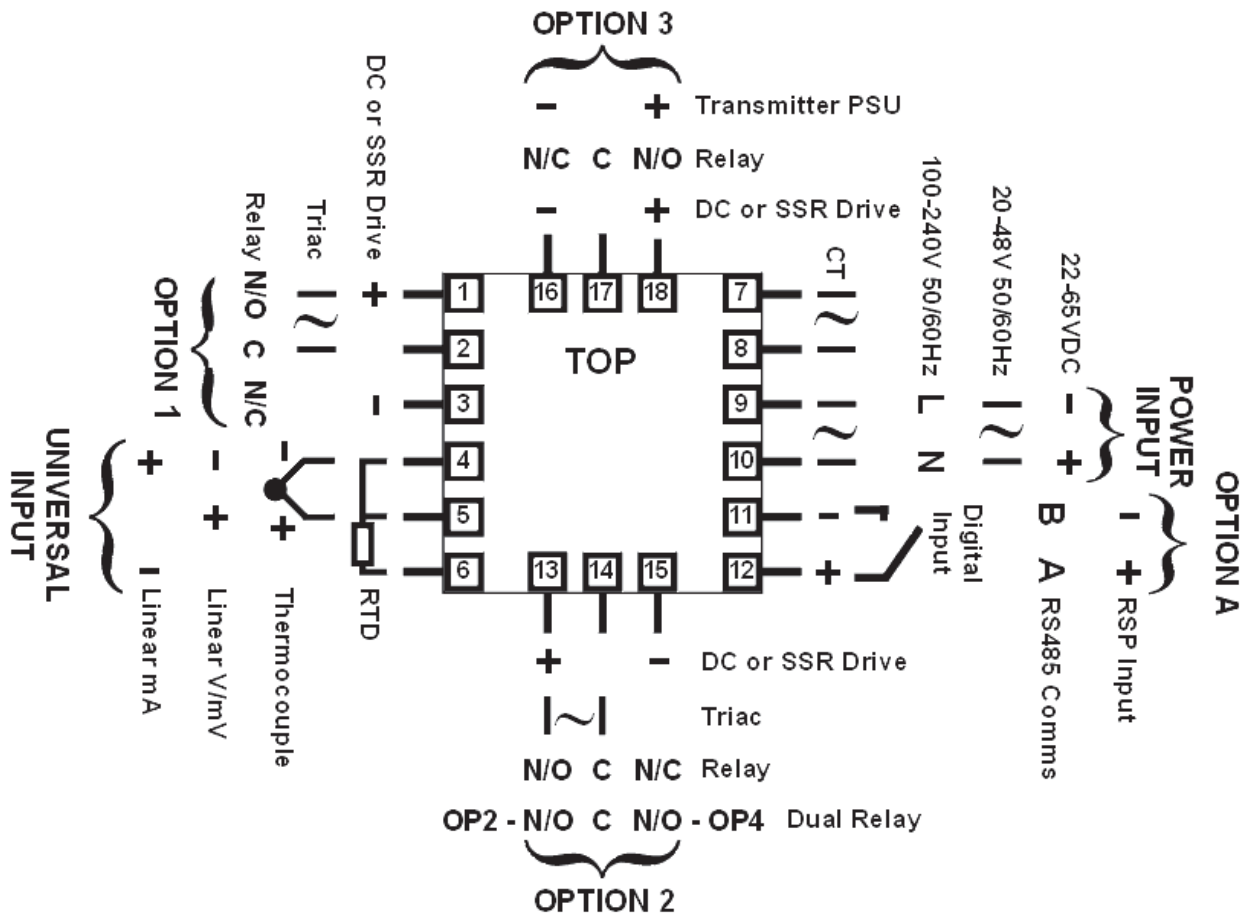 OPTION 3
- + Transmitter PSU
N/C C N/O Relay
- + DC or SSR Drive
16 17 18
TOP
1
2
3
4
5
6
7
8
9
10
11
12
13 14 15
DC or SSR Drive
+
-
Triac
~
Relay N/O C N/C
OPTION 1
UNIVERSAL
INPUT
+ - Linear mA
- + Linear V/mV
- + Thermocouple
RTD
CT
~
~
100-240V 50/60Hz
L N
20-48V 50/60Hz
~
22-65VDC
- +
POWER
INPUT
- +
Digital
Input
B A RS485 Comms
- + RSP Input
OPTION A
+ - DC or SSR Drive
~ Triac
N/O C N/C Relay
OP2 - N/O C N/O - OP4 Dual Relay
OPTION 2